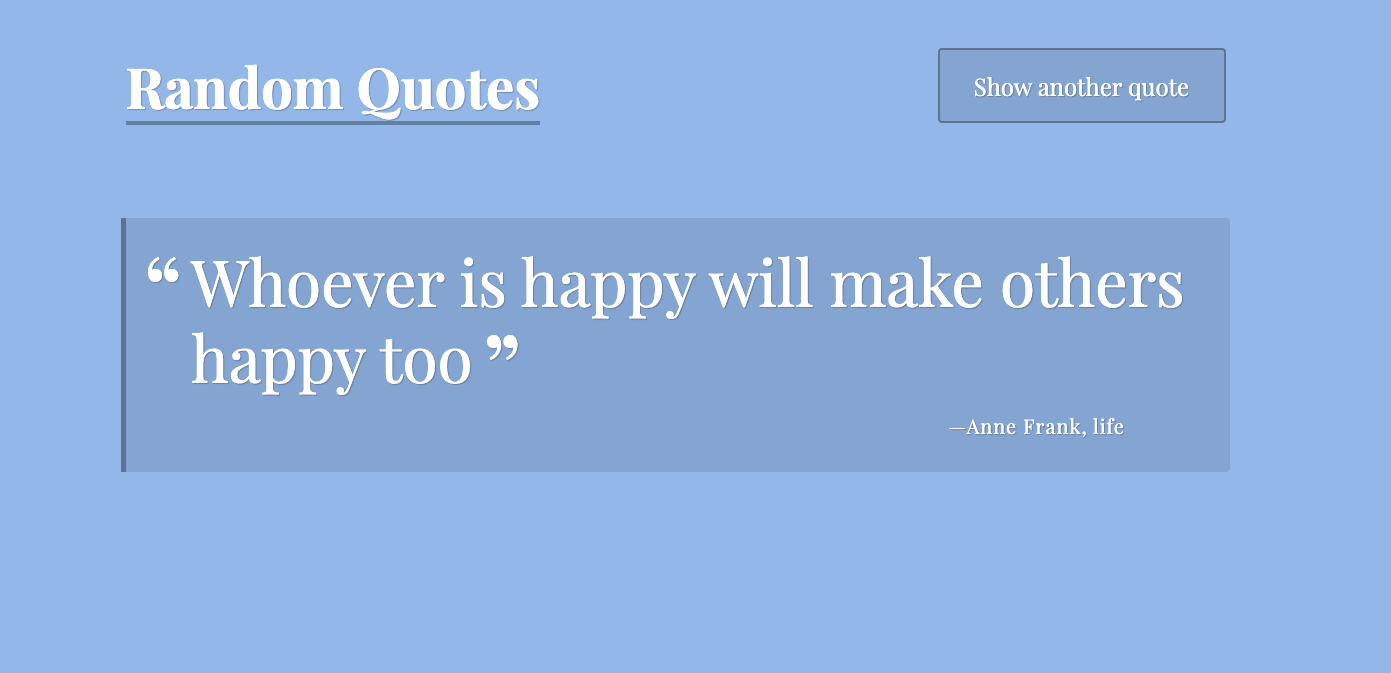 Random Quotes
Show another quote
“ Whoever is happy will make others
happy too ”
—Anne Frank, life